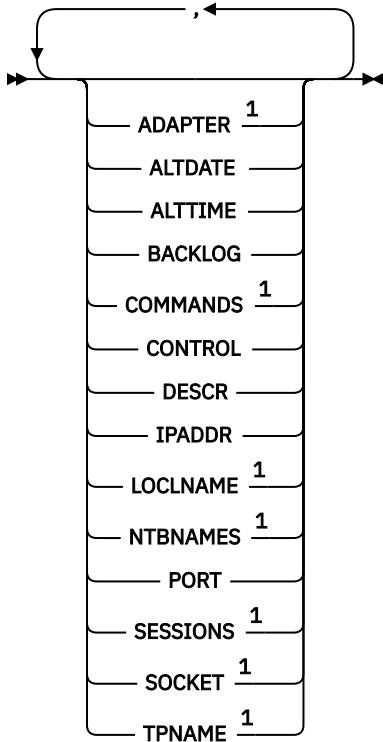 ,
ADAPTER 1
ALTDATE
ALTTIME
BACKLOG
COMMANDS 1
CONTROL
DESCR
IPADDR
LOCLNAME 1
NTBNAMES 1
PORT
SESSIONS 1
SOCKET 1
TPNAME 1